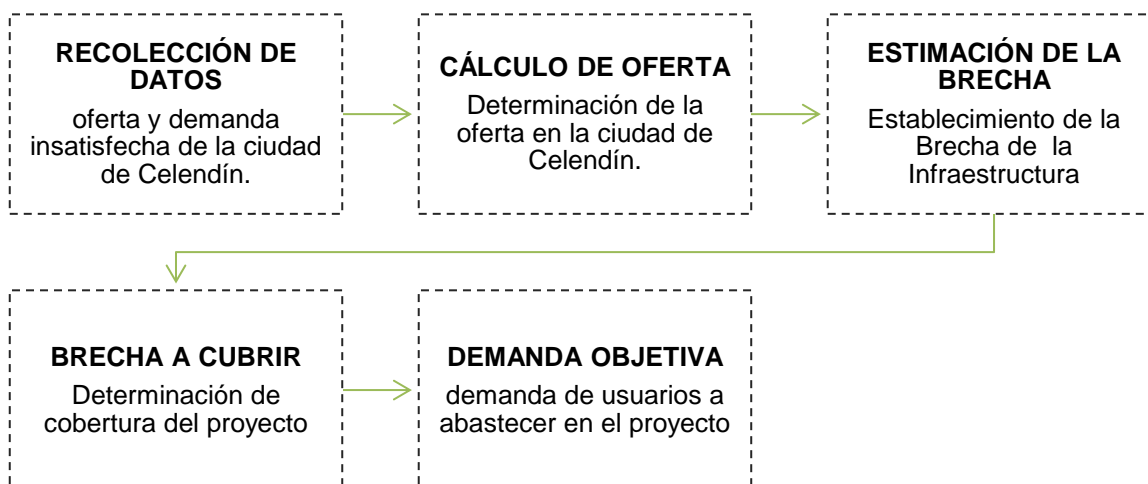 RECOLECCIÓN DE
DATOS
oferta y demanda
insatisfecha de la ciudad
de Celendín.
CÁLCULO DE OFERTA
Determinación de la
oferta en la ciudad de
Celendín.
ESTIMACIÓN DE LA
BRECHA
Establecimiento de la
Brecha de la
Infraestructura
BRECHA A CUBRIR
Determinación de
cobertura del proyecto
DEMANDA OBJETIVA
demanda de usuarios a
abastecer en el proyecto